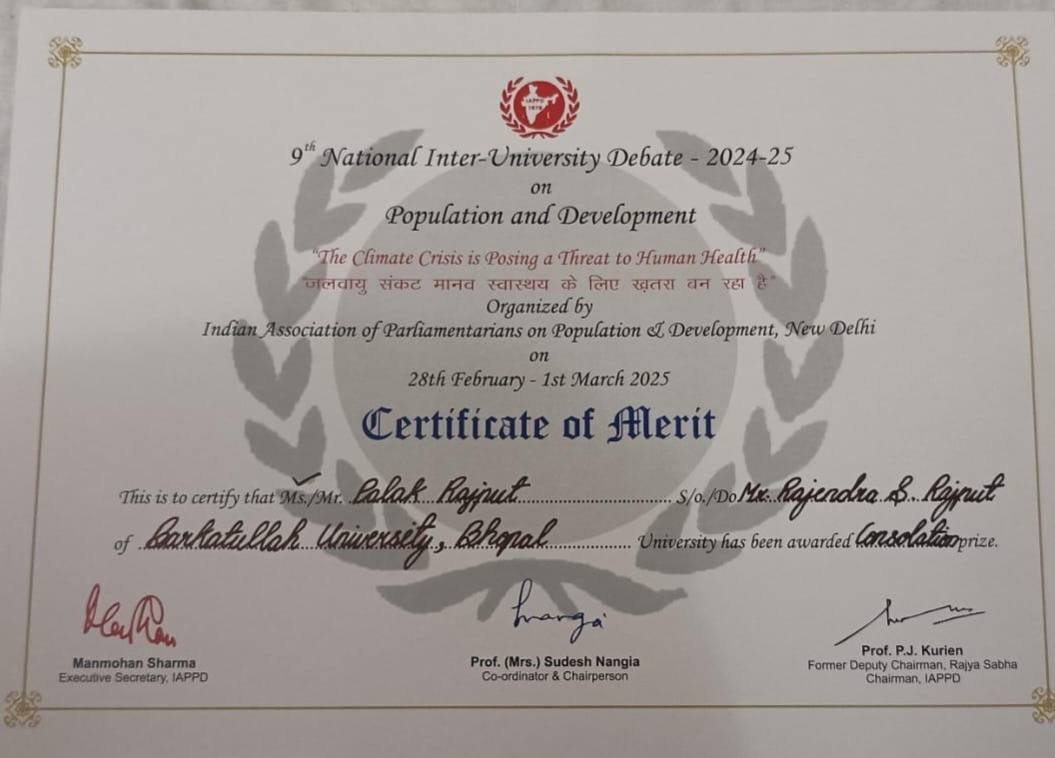 IAPPD
1978
9th National Inter-University Debate - 2024-25
on
Population and Development
"The Climate Crisis is Posing a Threat to Human Health"
"जलवायु संकट मानव स्वास्थय के लिए ख़तरा बन रहा है"
Organized by
Indian Association of Parliamentarians on Population & Development, New Delhi
on
28th February - 1st March 2025
Certificate of Merit
This is to certify that Ms./Mr. Palak Rajput S/o./Do Mr. Rajendra S. Rajput
of Barkatullah University, Bhopal University has been awarded Consolation prize.
Manmohan Sharma
Executive Secretary, IAPPD
Prof. (Mrs.) Sudesh Nangia
Co-ordinator & Chairperson
Prof. P.J. Kurien
Former Deputy Chairman, Rajya Sabha
Chairman, IAPPD